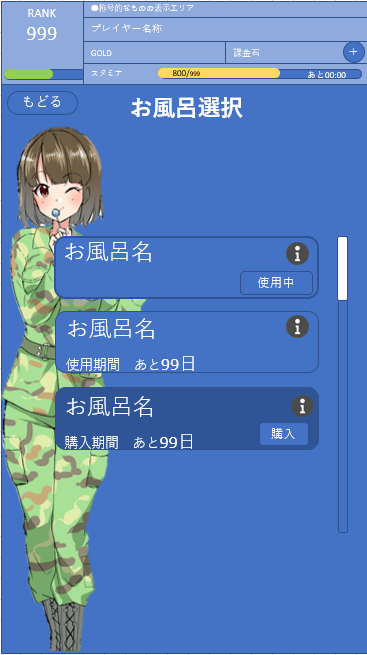 RANK
999
●称号的なものの表示エリア
プレイヤー名称
GOLD
課金石
+
スタミナ
800/999
あと00:00
もどる
お風呂選択
お風呂名
i
使用中
お風呂名
i
使用期間 あと99日
お風呂名
i
購入期間 あと99日
購入